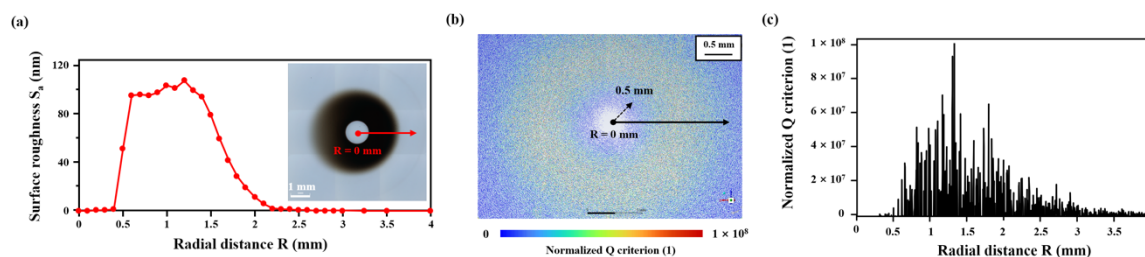 (a)
Surface roughness Sa (nm)
120
80
40
0
0
0.5
1
1.5
2
2.5
3
3.5
4
Radial distance R (mm)
R = 0 mm
1 mm
(b)
0.5 mm
0.5 mm
R = 0 mm
0
1 × 10⁸
Normalized Q criterion (1)
(c)
Normalized Q criterion (1)
1 × 10⁸
8 × 10⁷
6 × 10⁷
4 × 10⁷
2 × 10⁷
0
0
0.5
1
1.5
2
2.5
3
3.5
Radial distance R (mm)